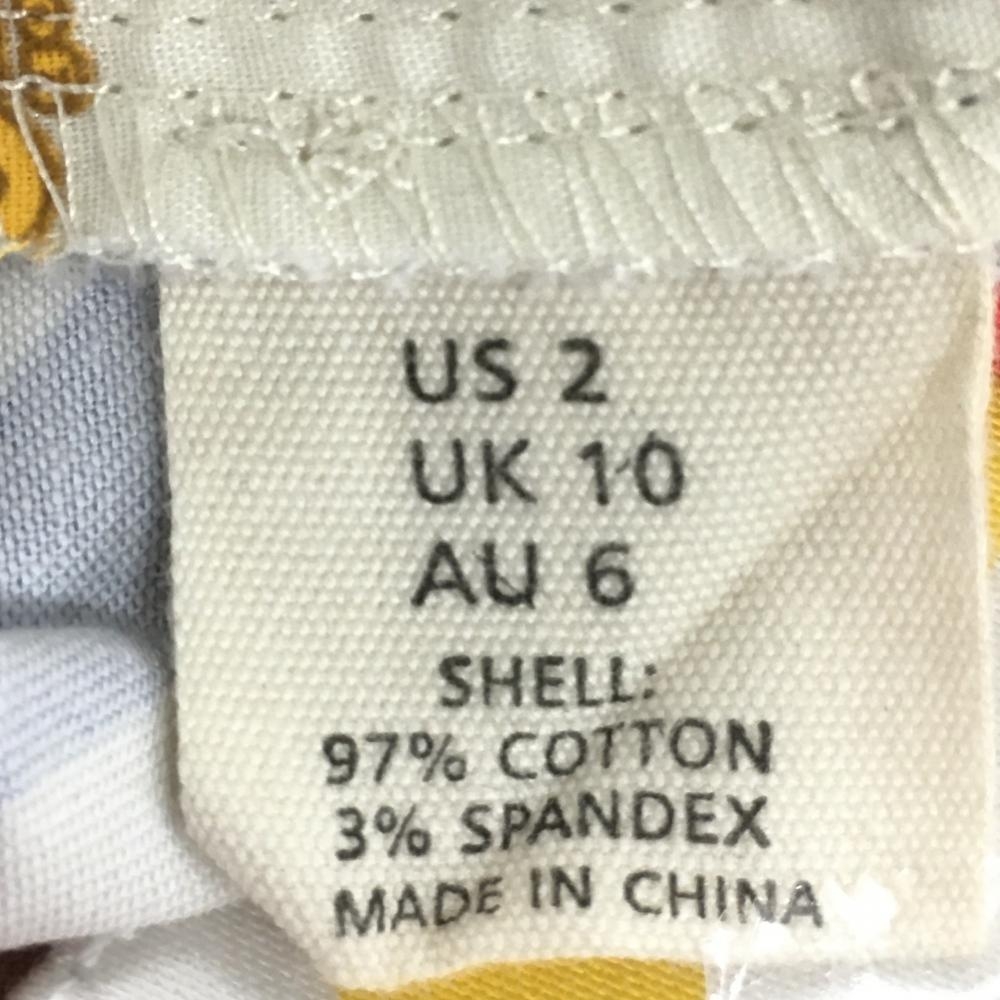 US 2
UK 10
AU 6
SHELL:
97% COTTON
3% SPANDEX
MADE IN CHINA